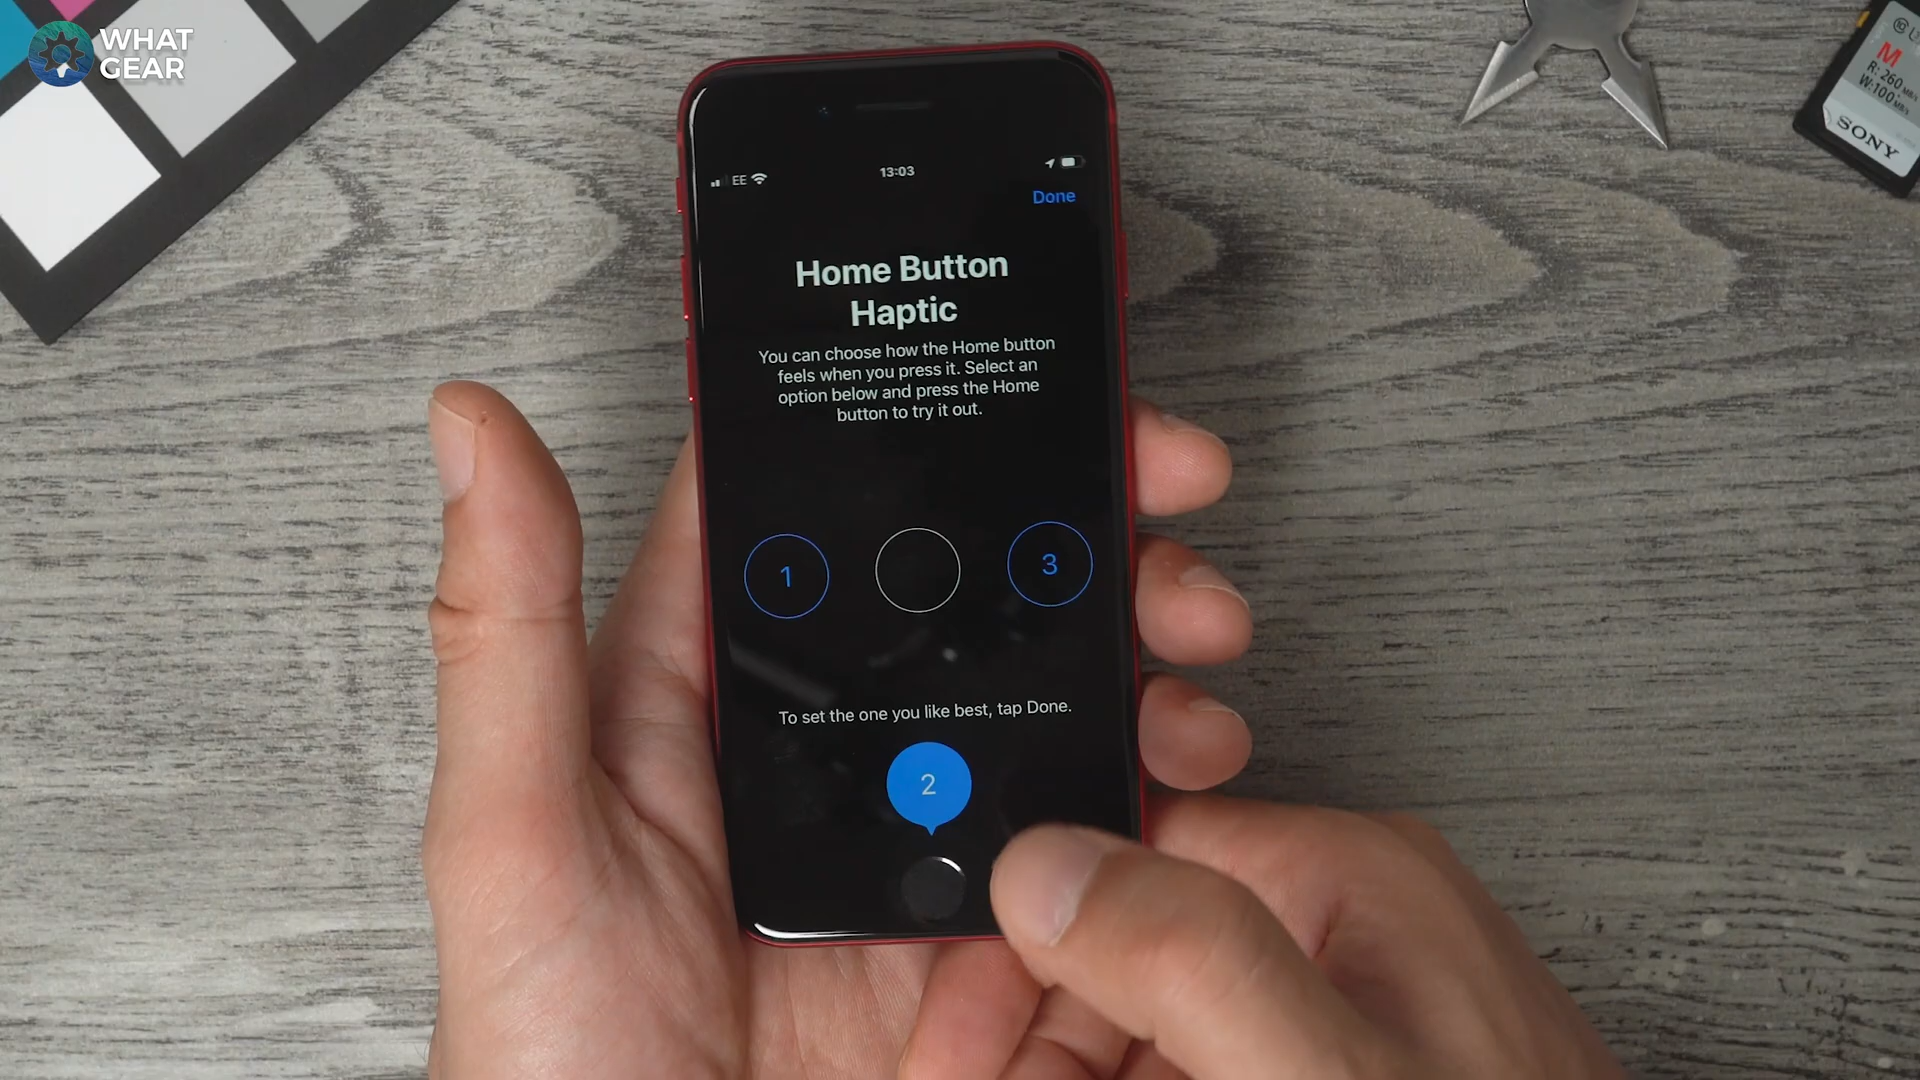 WHAT
GEAR
EE
13:03
Done
Home Button
Haptic
You can choose how the Home button
feels when you press it. Select an
option below and press the Home
button to try it out.
1
3
To set the one you like best, tap Done.
2
M
R: 260 MB/s
W:100 MB/s
SONY